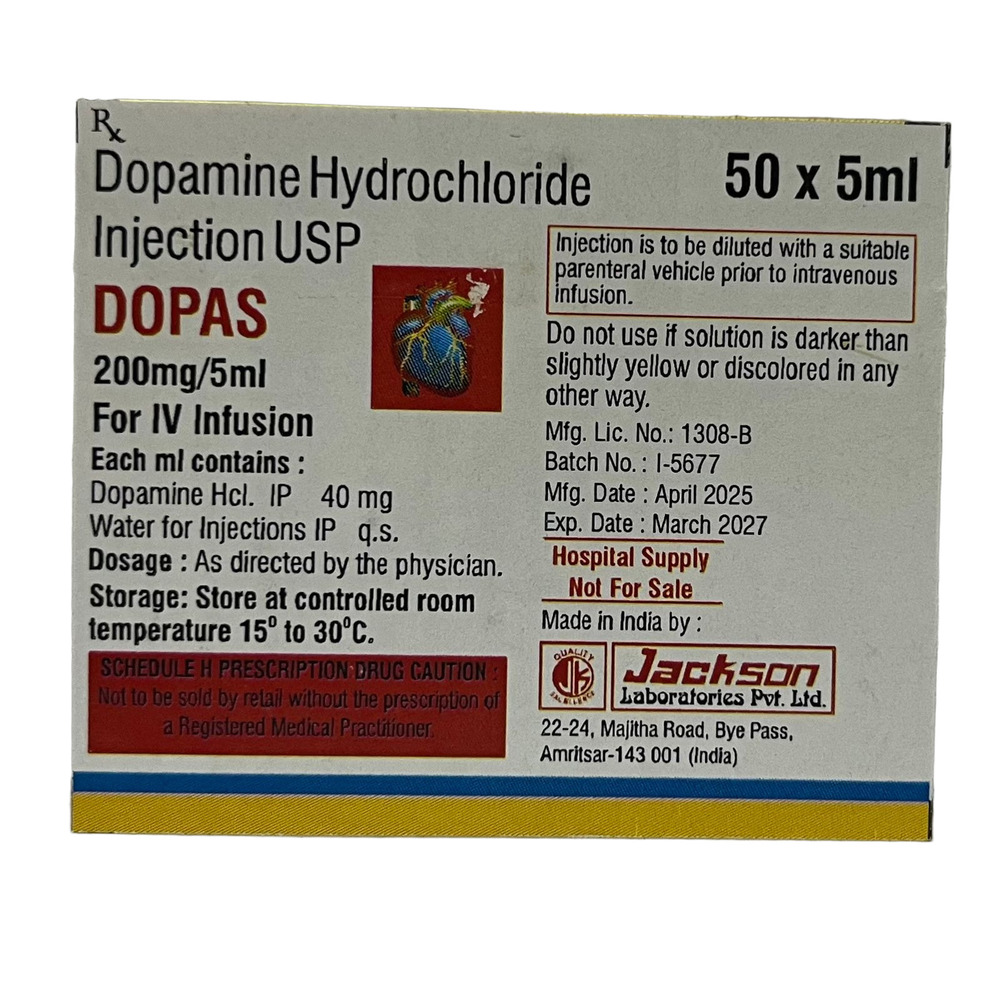 Rx
Dopamine Hydrochloride
Injection USP
DOPAS
200mg/5ml
For IV Infusion
Each ml contains :
Dopamine Hcl. IP 40 mg
Water for Injections IP q.s.
Dosage : As directed by the physician.
Storage: Store at controlled room
temperature 15⁰ to 30⁰C.
SCHEDULE H PRESCRIPTION DRUG CAUTION :
Not to be sold by retail without the prescription of
a Registered Medical Practitioner.
50 x 5ml
Injection is to be diluted with a suitable
parenteral vehicle prior to intravenous
infusion.
Do not use if solution is darker than
slightly yellow or discolored in any
other way.
Mfg. Lic. No.: 1308-B
Batch No. : I-5677
Mfg. Date : April 2025
Exp. Date : March 2027
Hospital Supply
Not For Sale
Made in India by :
QUALITY
JK
EXCELLENCE
Jackson
Laboratories Pvt. Ltd.
22-24, Majitha Road, Bye Pass,
Amritsar-143 001 (India)